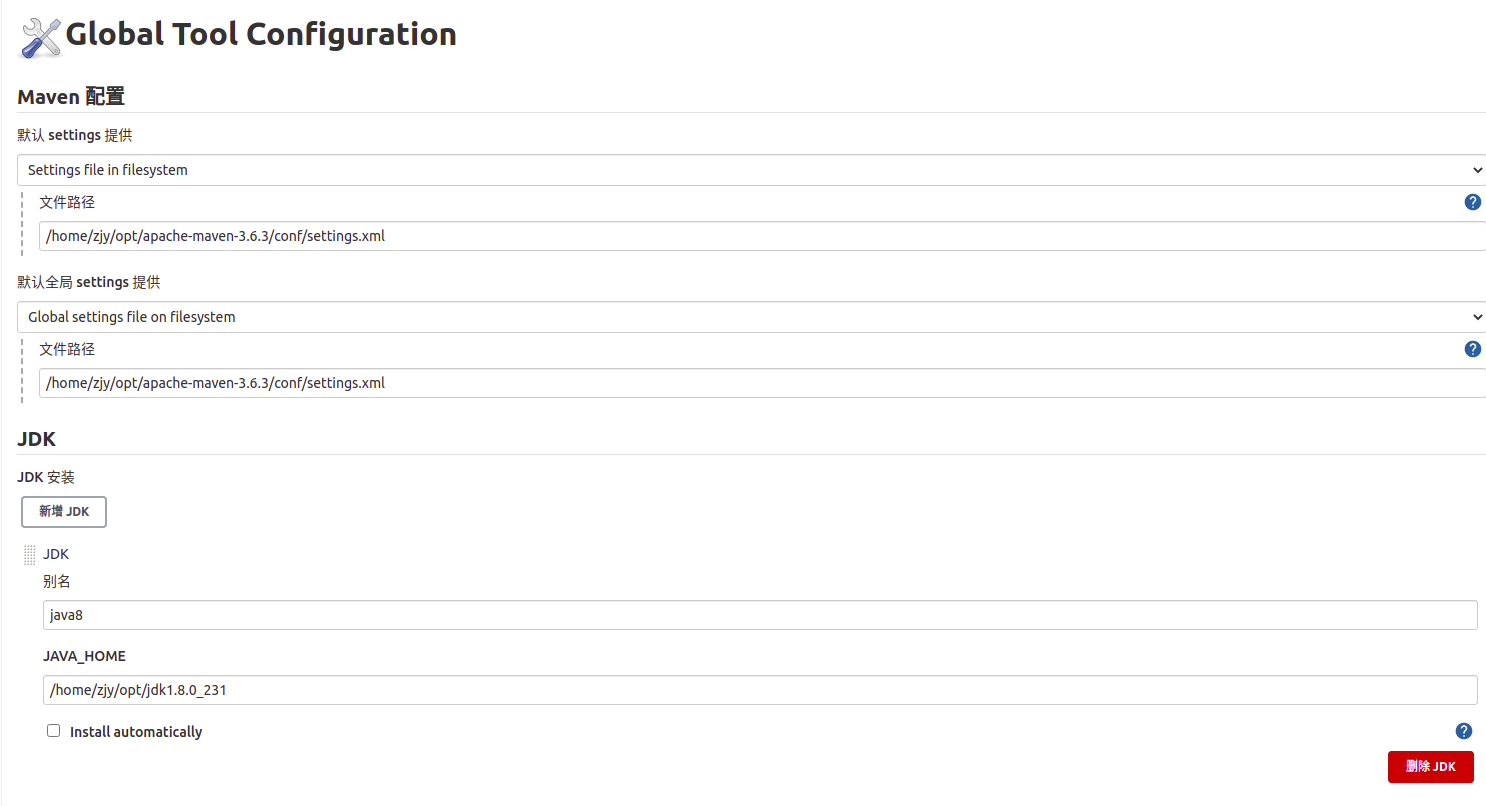 Global Tool Configuration
Maven 配置
默认 settings 提供
Settings file in filesystem
文件路径
/home/zjy/opt/apache-maven-3.6.3/conf/settings.xml
默认全局 settings 提供
Global settings file on filesystem
文件路径
/home/zjy/opt/apache-maven-3.6.3/conf/settings.xml
JDK
JDK 安装
新增 JDK
JDK
别名
java8
JAVA_HOME
/home/zjy/opt/jdk1.8.0_231
Install automatically
删除 JDK